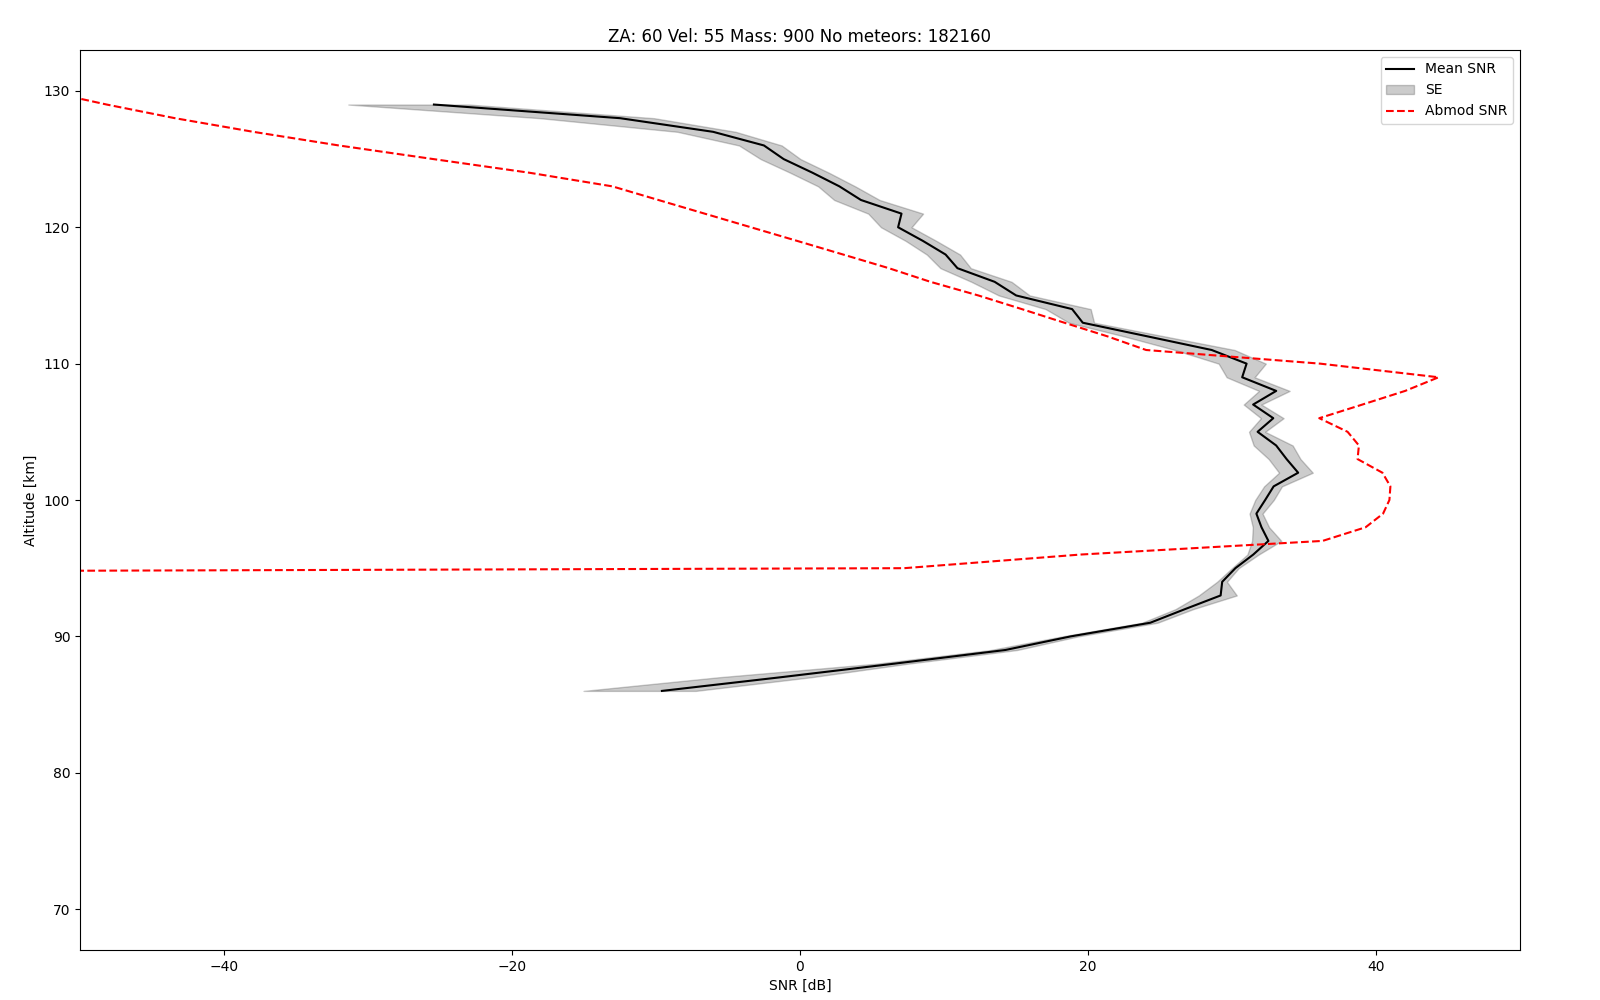 ZA: 60 Vel: 55 Mass: 900 No meteors: 182160
Mean SNR
SE
Abmod SNR
130
120
110
100
90
80
70
Altitude [km]
−40
−20
0
20
40
SNR [dB]